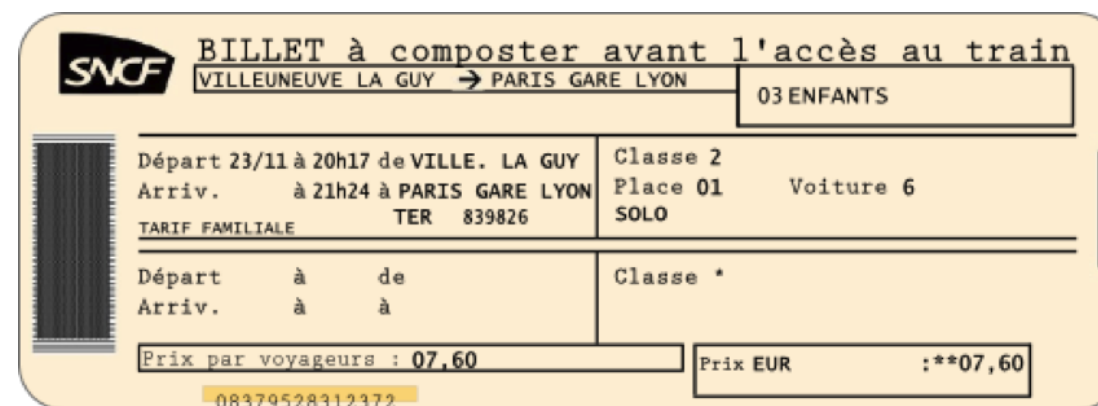 SNCF
BILLET à composter avant l'accès au train
VILLEUNEUVE LA GUY → PARIS GARE LYON
03 ENFANTS
Départ 23/11 à 20h17 de VILLE. LA GUY
Arriv. à 21h24 à PARIS GARE LYON
TER 839826
TARIF FAMILIALE
Classe 2
Place 01 Voiture 6
SOLO
Départ à de
Arriv. à à
Classe *
Prix par voyageurs : 07,60
Prix EUR :**07,60
08379528312372